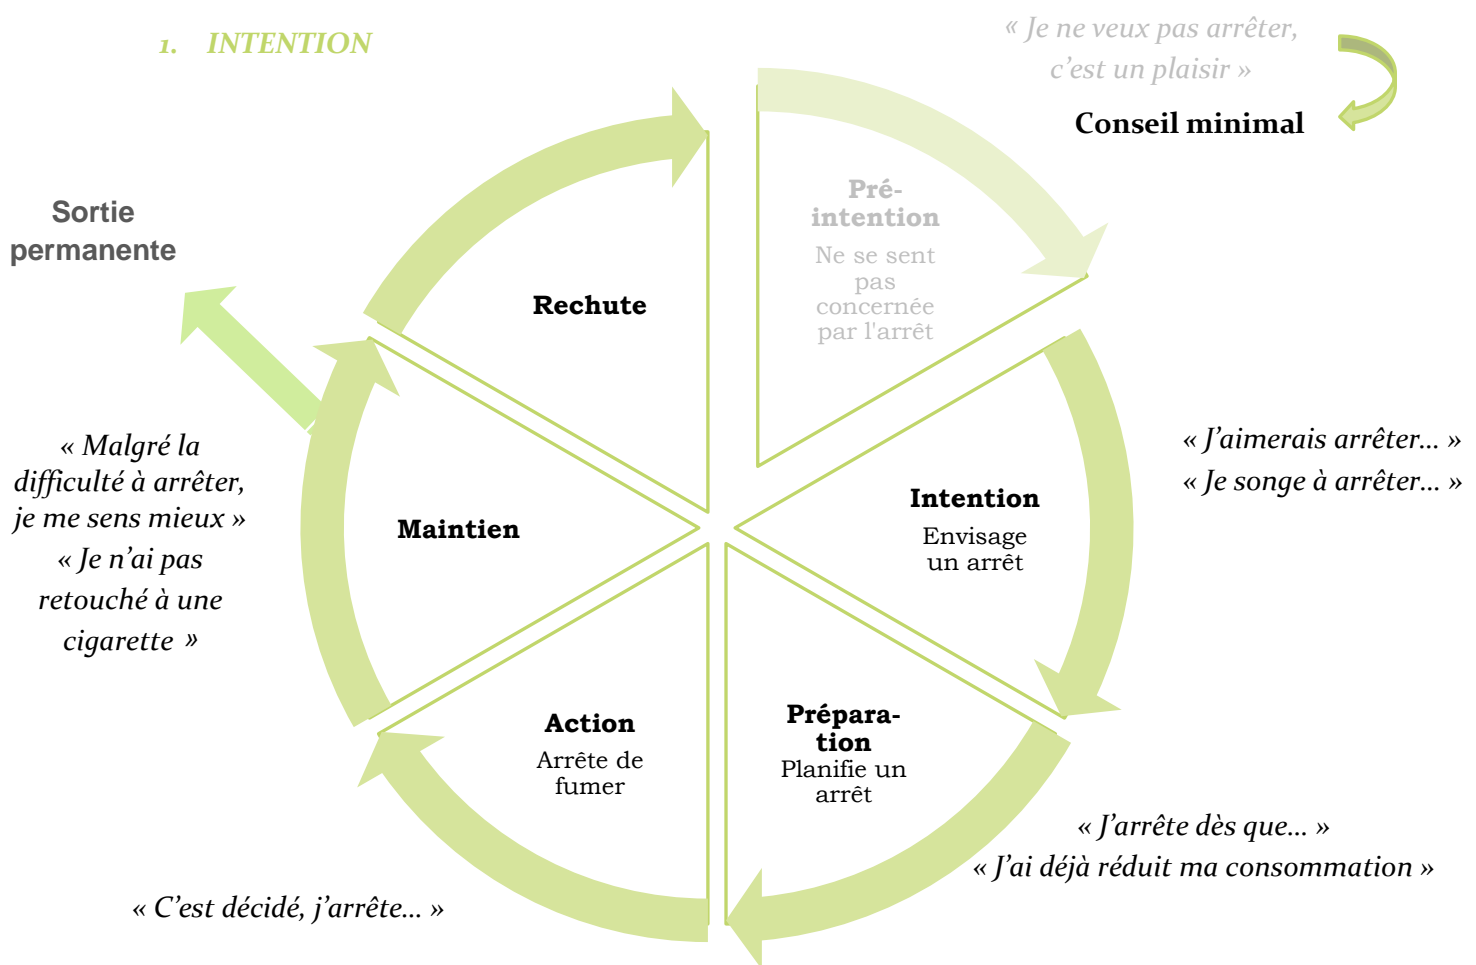 1. INTENTION
« Je ne veux pas arrêter,
c’est un plaisir »
Conseil minimal
Pré-
intention
Ne se sent
pas
concernée
par l'arrêt
Sortie
permanente
Rechute
« J’aimerais arrêter… »
« Je songe à arrêter… »
Intention
Envisage
un arrêt
« Malgré la
difficulté à arrêter,
je me sens mieux »
« Je n’ai pas
retouché à une
cigarette »
Maintien
Action
Arrête de
fumer
Prépara-
tion
Planifie un
arrêt
« J’arrête dès que… »
« J’ai déjà réduit ma consommation »
« C’est décidé, j’arrête… »